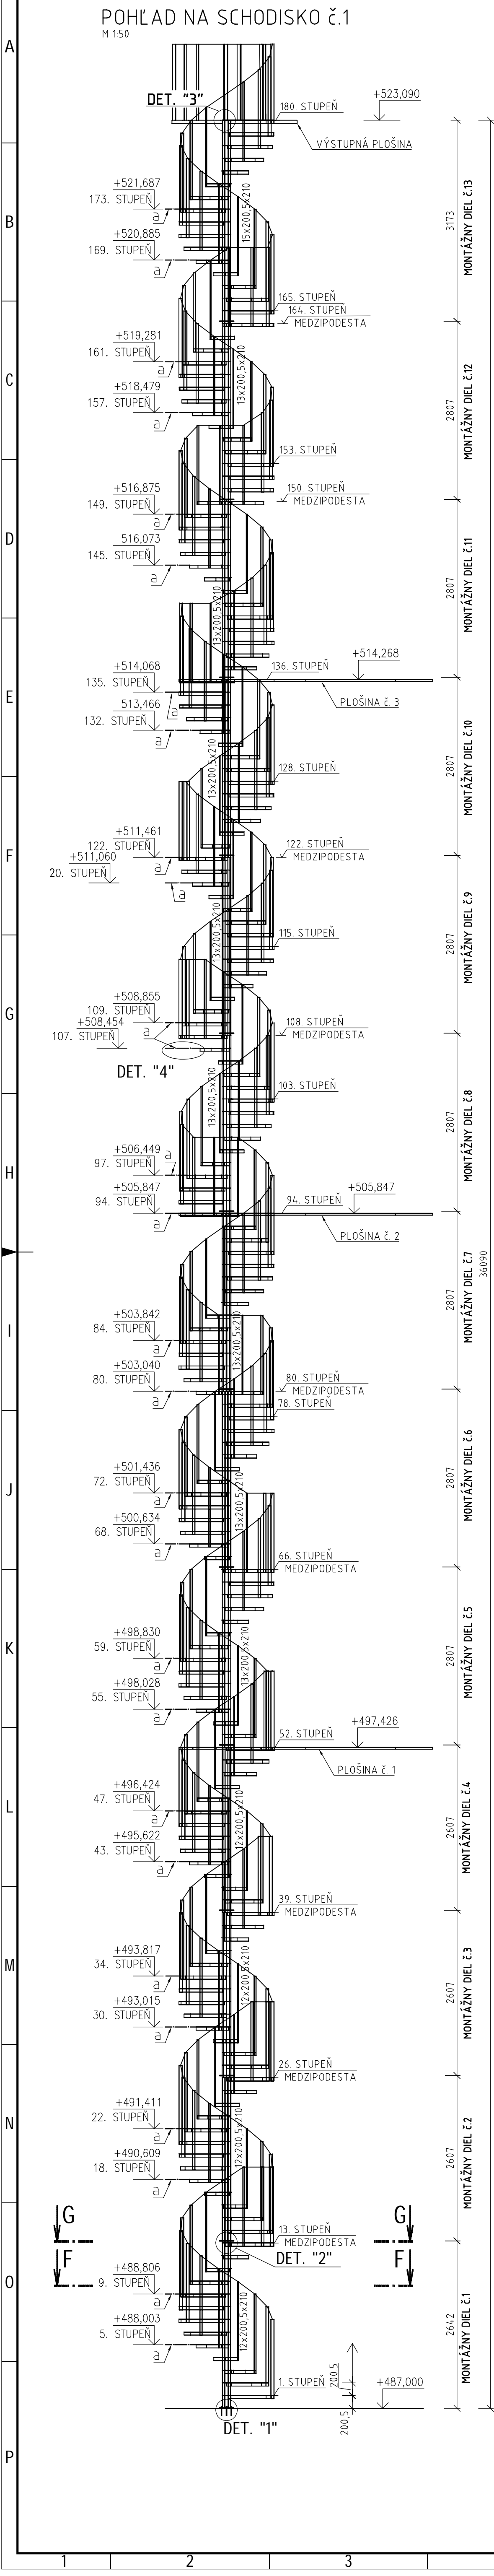 POHĽAD NA SCHODISKO č.1
M 1:50
A
DET. "3"
180. STUPEŇ
+523,090
VÝSTUPNÁ PLOŠINA
+521,687
173. STUPEŇ
a
B
+520,885
169. STUPEŇ
a
15x200,5x210
3173
MONTÁŽNY DIEL č.13
165. STUPEŇ
164. STUPEŇ
MEDZIPODESTA
+519,281
161. STUPEŇ
a
C
+518,479
157. STUPEŇ
a
13x200,5x210
2807
MONTÁŽNY DIEL č.12
153. STUPEŇ
150. STUPEŇ
MEDZIPODESTA
+516,875
149. STUPEŇ
a
D
516,073
145. STUPEŇ
a
13x200,5x210
2807
MONTÁŽNY DIEL č.11
136. STUPEŇ
+514,268
PLOŠINA č. 3
+514,068
135. STUPEŇ
a
E
513,466
132. STUPEŇ
a
13x200,5x210
2807
MONTÁŽNY DIEL č.10
128. STUPEŇ
122. STUPEŇ
MEDZIPODESTA
+511,461
122. STUPEŇ
a
F
+511,060
20. STUPEŇ
a
13x200,5x210
2807
MONTÁŽNY DIEL č.9
115. STUPEŇ
+508,855
109. STUPEŇ
a
G
+508,454
107. STUPEŇ
DET. "4"
108. STUPEŇ
MEDZIPODESTA
103. STUPEŇ
13x200,5x210
2807
MONTÁŽNY DIEL č.8
+506,449
97. STUPEŇ
a
H
+505,847
94. STUEPŇ
94. STUPEŇ
+505,847
PLOŠINA č. 2
2807
MONTÁŽNY DIEL č.7
36090
+503,842
84. STUPEŇ
a
I
+503,040
80. STUPEŇ
a
13x200,5x210
80. STUPEŇ
MEDZIPODESTA
78. STUPEŇ
+501,436
72. STUPEŇ
a
J
+500,634
68. STUPEŇ
a
13x200,5x210
2807
MONTÁŽNY DIEL č.6
66. STUPEŇ
MEDZIPODESTA
+498,830
59. STUPEŇ
a
K
+498,028
55. STUPEŇ
a
13x200,5x210
2807
MONTÁŽNY DIEL č.5
52. STUPEŇ
+497,426
PLOŠINA č. 1
+496,424
47. STUPEŇ
a
L
+495,622
43. STUPEŇ
a
12x200,5x210
2607
MONTÁŽNY DIEL č.4
39. STUPEŇ
MEDZIPODESTA
+493,817
34. STUPEŇ
a
M
+493,015
30. STUPEŇ
a
12x200,5x210
2607
MONTÁŽNY DIEL č.3
26. STUPEŇ
MEDZIPODESTA
+491,411
22. STUPEŇ
a
N
+490,609
18. STUPEŇ
a
12x200,5x210
2607
MONTÁŽNY DIEL č.2
13. STUPEŇ
MEDZIPODESTA
DET. "2"
G
G
F
F
+488,806
9. STUPEŇ
a
O
+488,003
5. STUPEŇ
a
12x200,5x210
2642
MONTÁŽNY DIEL č.1
1. STUPEŇ
200,5
200,5
+487,000
DET. "1"
P
1
2
3